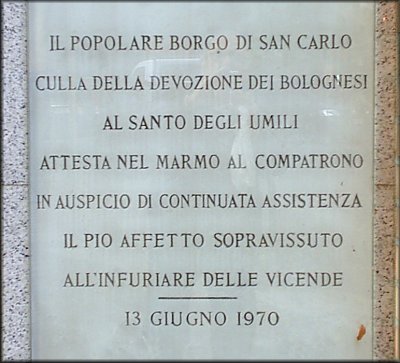 IL POPOLARE BORGO DI SAN CARLO
CULLA DELLA DEVOZIONE DEI BOLOGNESI
AL SANTO DEGLI UMILI
ATTESTA NEL MARMO AL COMPATRONO
IN AUSPICIO DI CONTINUATA ASSISTENZA
IL PIO AFFETTO SOPRAVISSUTO
ALL'INFURIARE DELLE VICENDE
13 GIUGNO 1970